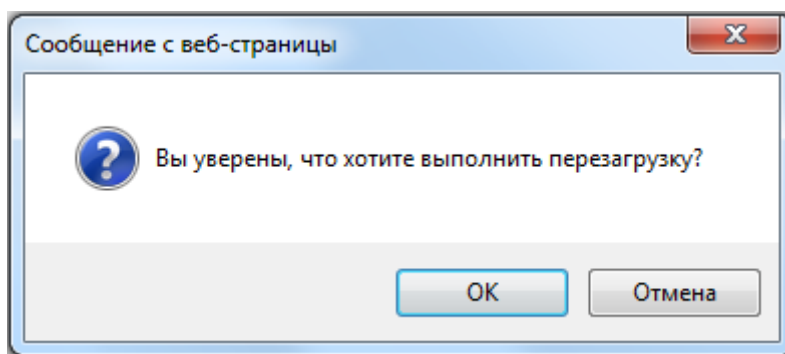 Сообщение с веб-страницы
Вы уверены, что хотите выполнить перезагрузку?
OK
Отмена